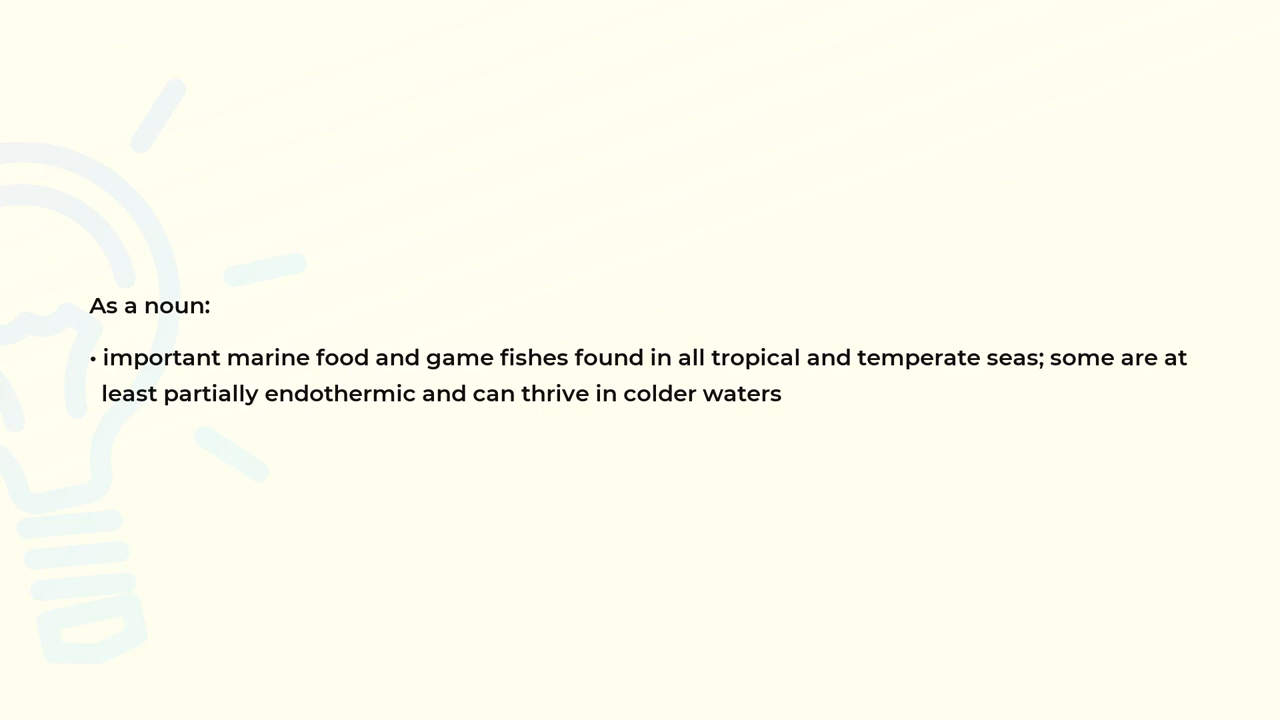 As a noun:
• important marine food and game fishes found in all tropical and temperate seas; some are at
least partially endothermic and can thrive in colder waters